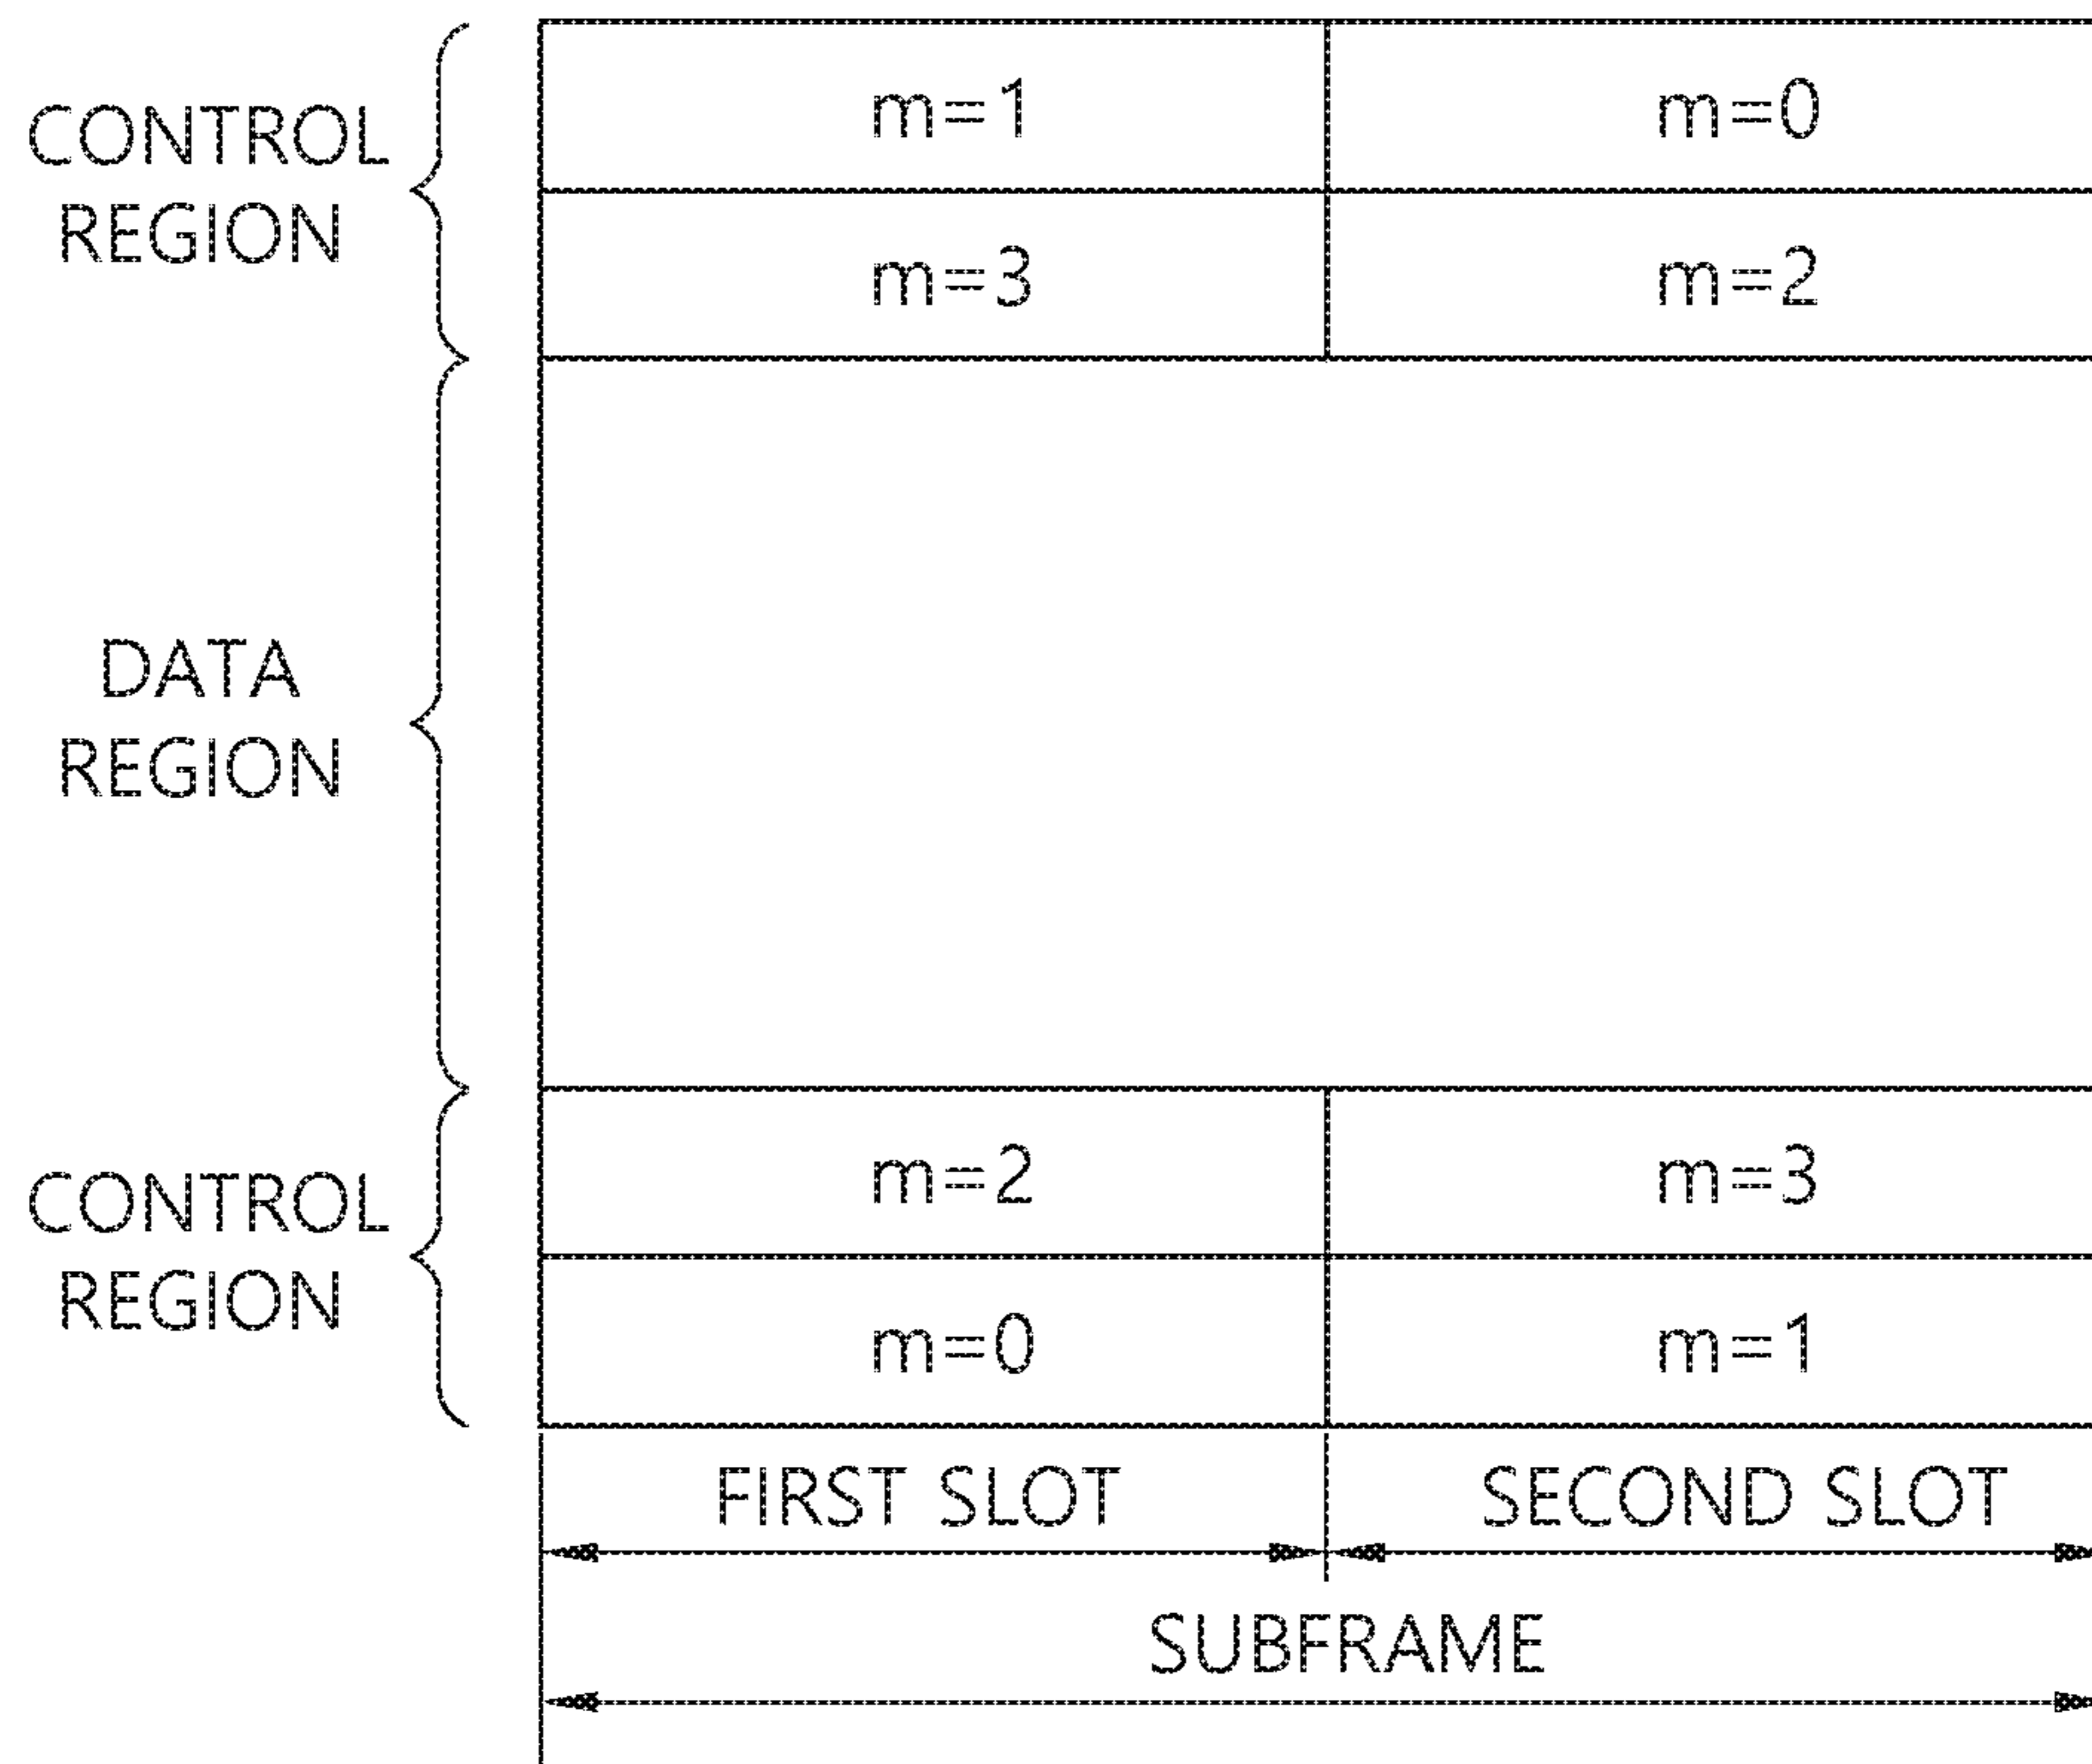 CONTROL
REGION
m=1 m=0
m=3 m=2
DATA
REGION
CONTROL
REGION
m=2 m=3
m=0 m=1
FIRST SLOT SECOND SLOT
SUBFRAME